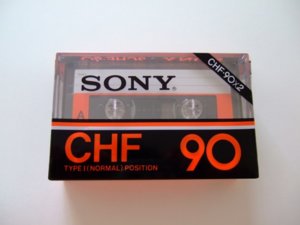 CHF-90×2
SONY®
A
CHF 90
TYPE I (NORMAL) POSITION